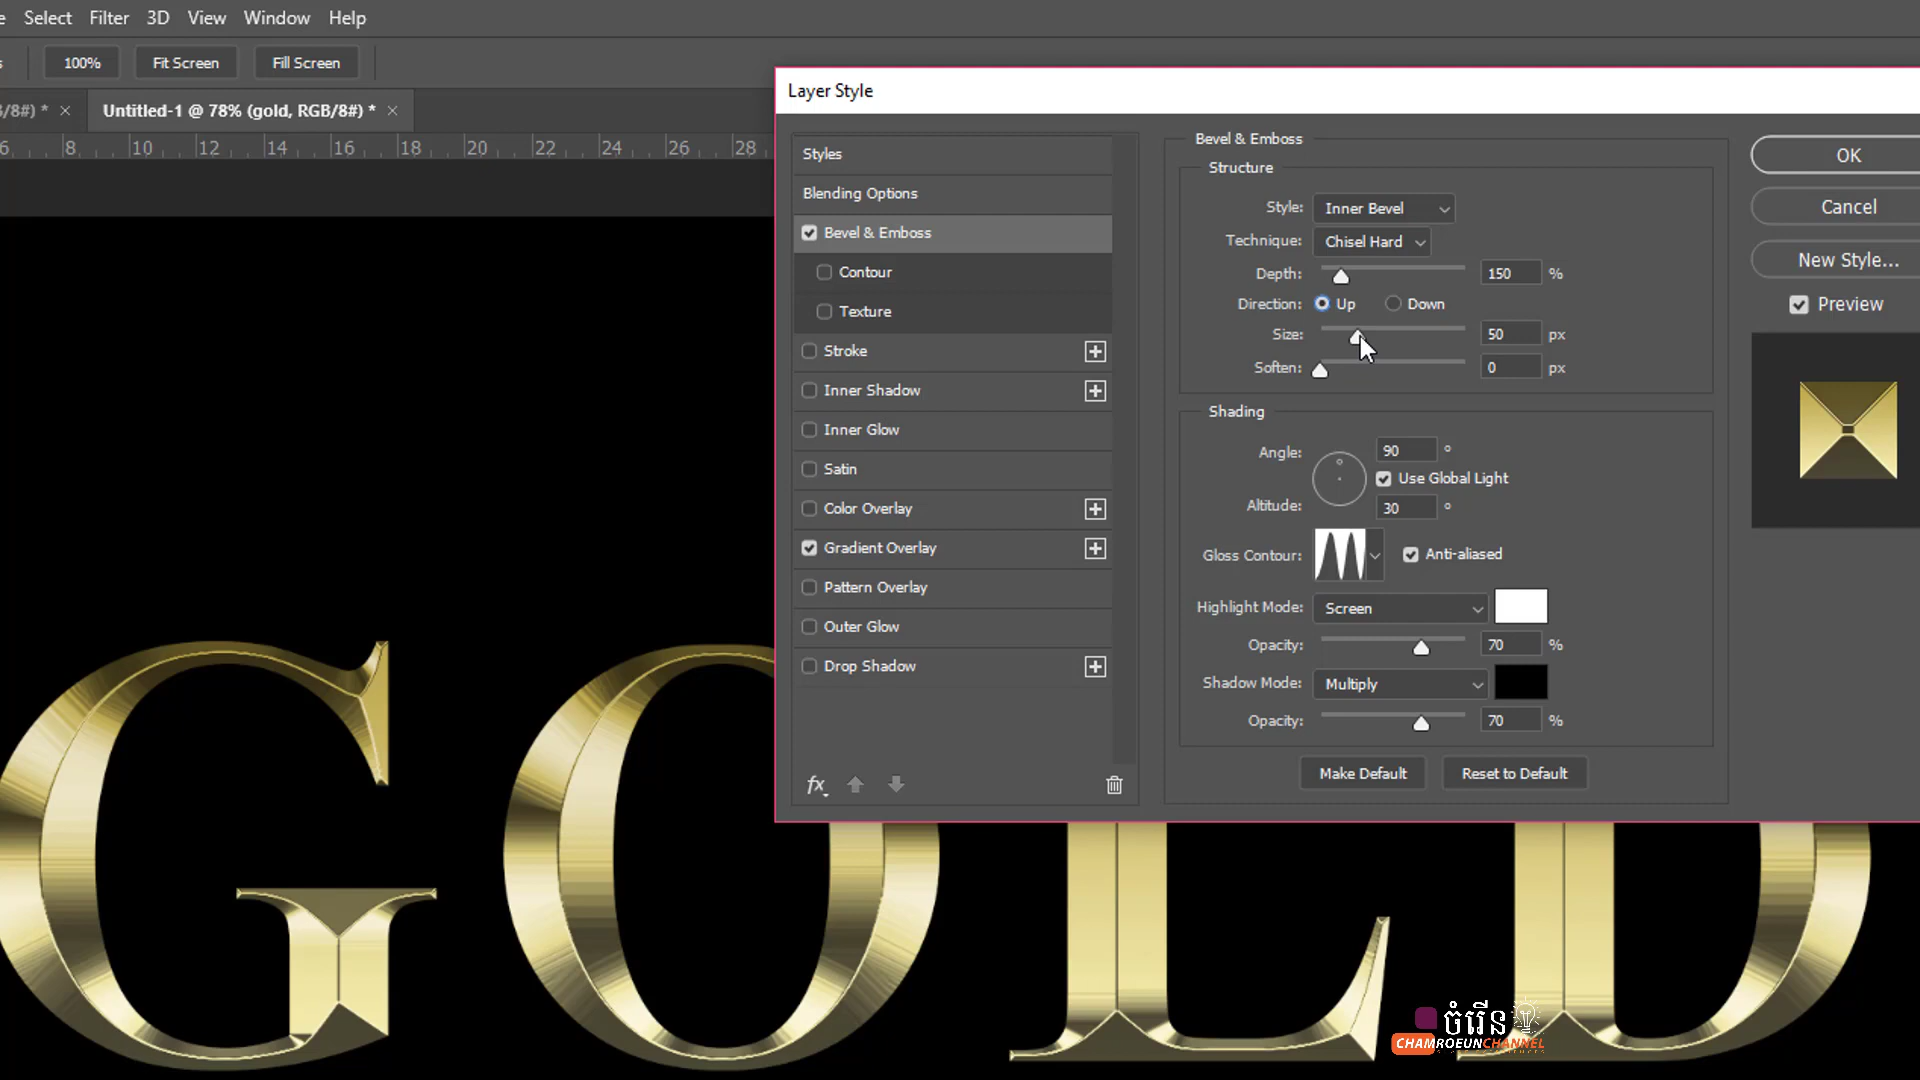 Select Filter 3D View Window Help
100% Fit Screen Fill Screen
/8#) * × Untitled-1 @ 78% (gold, RGB/8#) * ×
8 10 12 14 16 18 20 22 24 26 28
Layer Style
Styles
Blending Options
Bevel & Emboss
Contour
Texture
Stroke
Inner Shadow
Inner Glow
Satin
Color Overlay
Gradient Overlay
Pattern Overlay
Outer Glow
Drop Shadow
fx
Bevel & Emboss
Structure
Style: Inner Bevel
Technique: Chisel Hard
Depth: 150 %
Direction: Up Down
Size: 50 px
Soften: 0 px
Shading
Angle: 90 °
Use Global Light
Altitude: 30 °
Gloss Contour: Anti-aliased
Highlight Mode: Screen
Opacity: 70 %
Shadow Mode: Multiply
Opacity: 70 %
Make Default Reset to Default
OK
Cancel
New Style...
Preview
GOLD
ចំរើន
CHAMROEUNCHANNEL